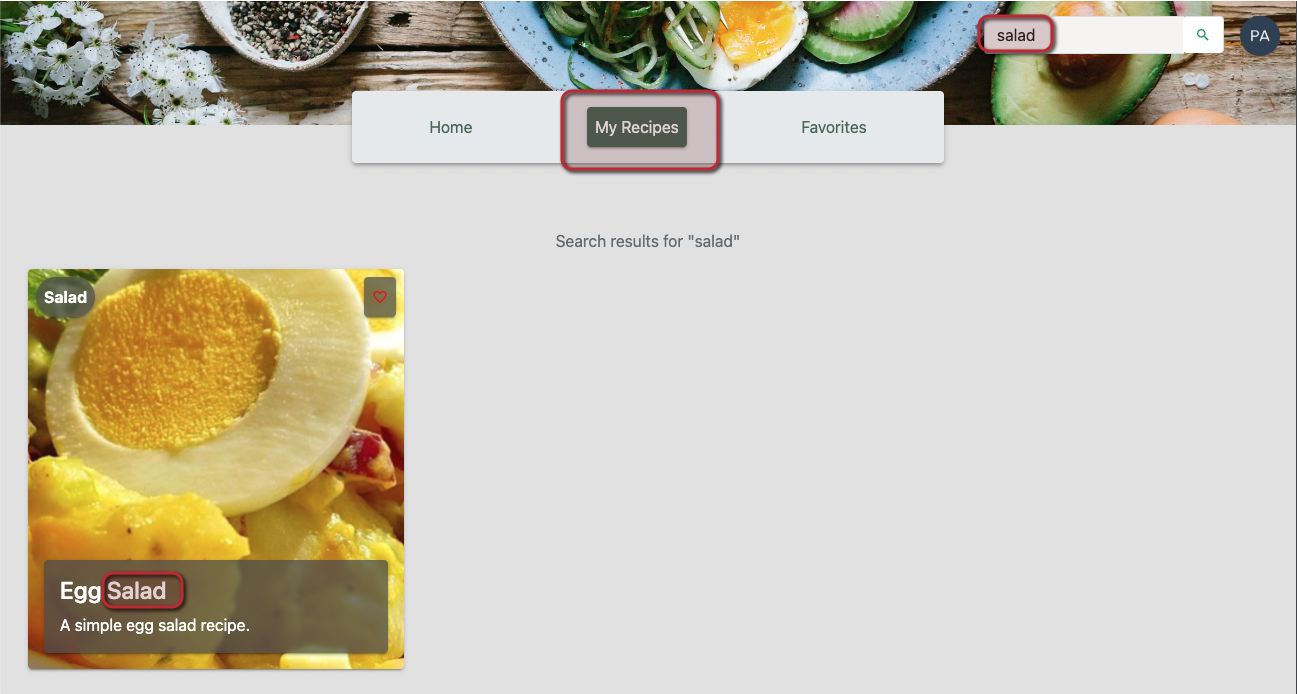 salad
PA
Home
My Recipes
Favorites
Search results for "salad"
Salad
Egg Salad
A simple egg salad recipe.